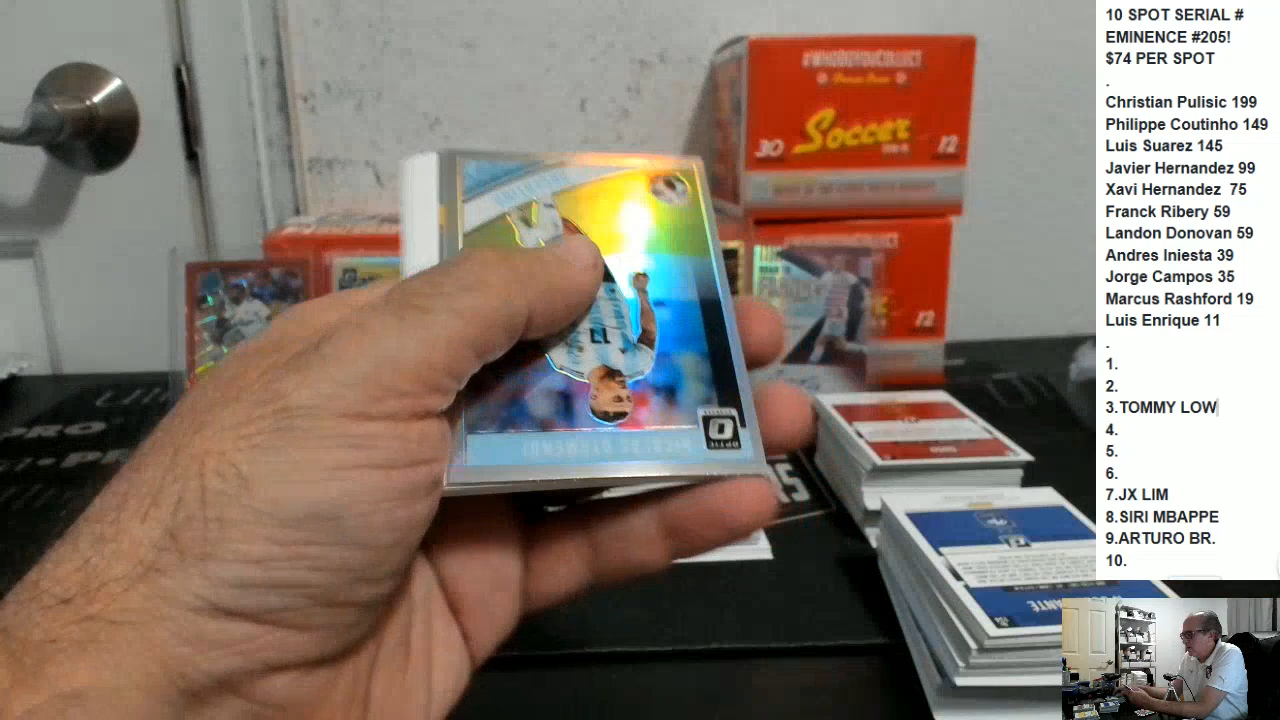 10 SPOT SERIAL #
EMINENCE #205!
$74 PER SPOT
.
Christian Pulisic 199
Philippe Coutinho 149
Luis Suarez 145
Javier Hernandez 99
Xavi Hernandez 75
Franck Ribery 59
Landon Donovan 59
Andres Iniesta 39
Jorge Campos 35
Marcus Rashford 19
Luis Enrique 11
.
1.
2.
3.TOMMY LOW
4.
5.
6.
7.JX LIM
8.SIRI MBAPPE
9.ARTURO BR.
10.
#WHODOYOUCOLLECT
30
Soccer
12
12
OPTIC
PRO